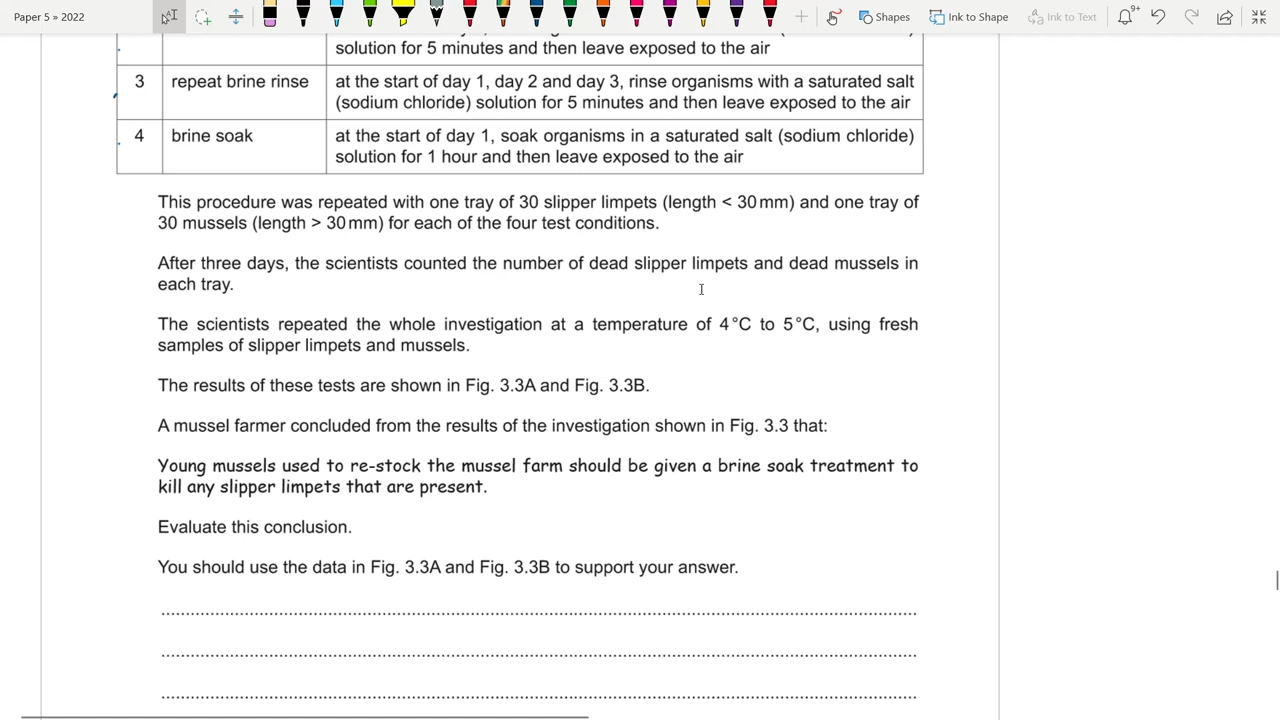 Paper 5 » 2022
Shapes
Ink to Shape
Ink to Text
9+
solution for 5 minutes and then leave exposed to the air
3 repeat brine rinse at the start of day 1, day 2 and day 3, rinse organisms with a saturated salt
(sodium chloride) solution for 5 minutes and then leave exposed to the air
4 brine soak at the start of day 1, soak organisms in a saturated salt (sodium chloride)
solution for 1 hour and then leave exposed to the air
This procedure was repeated with one tray of 30 slipper limpets (length < 30 mm) and one tray of
30 mussels (length > 30 mm) for each of the four test conditions.
After three days, the scientists counted the number of dead slipper limpets and dead mussels in
each tray.
The scientists repeated the whole investigation at a temperature of 4 °C to 5 °C, using fresh
samples of slipper limpets and mussels.
The results of these tests are shown in Fig. 3.3A and Fig. 3.3B.
A mussel farmer concluded from the results of the investigation shown in Fig. 3.3 that:
Young mussels used to re-stock the mussel farm should be given a brine soak treatment to
kill any slipper limpets that are present.
Evaluate this conclusion.
You should use the data in Fig. 3.3A and Fig. 3.3B to support your answer.